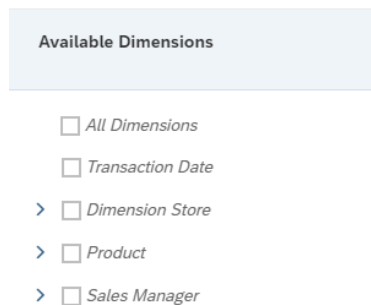 Available Dimensions
All Dimensions
Transaction Date
Dimension Store
Product
Sales Manager